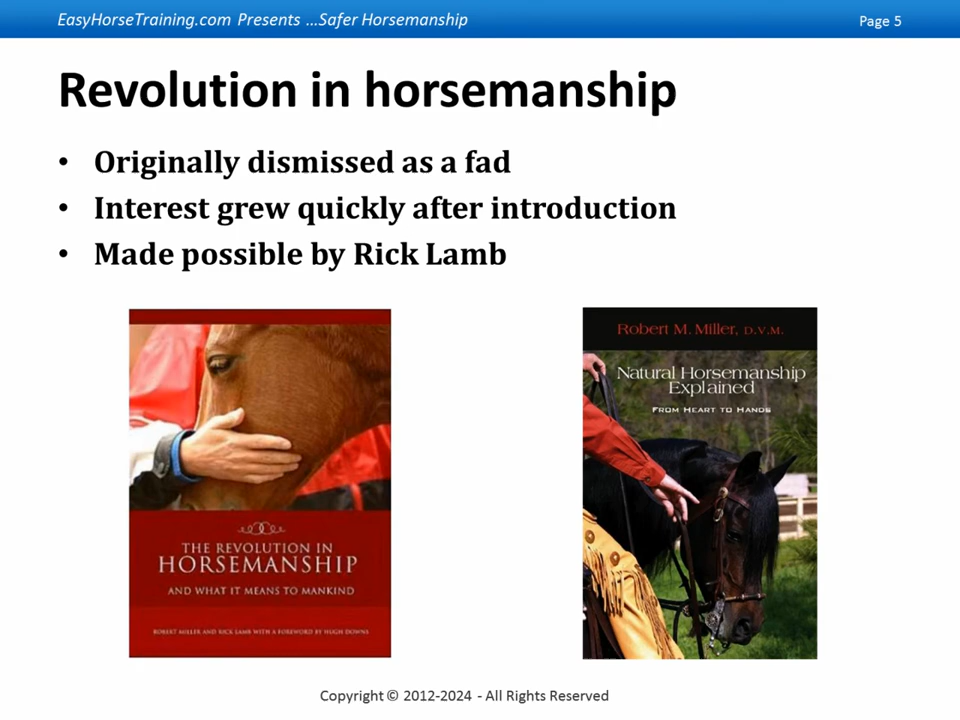 EasyHorseTraining.com Presents ...Safer Horsemanship
Page 5
Revolution in horsemanship
• Originally dismissed as a fad
• Interest grew quickly after introduction
• Made possible by Rick Lamb
THE REVOLUTION IN
HORSEMANSHIP
AND WHAT IT MEANS TO MANKIND
ROBERT MILLER AND RICK LAMB WITH A FOREWORD BY HUGH DOWNS
Robert M. Miller, D.V.M.
Natural Horsemanship
Explained
From Heart to Hands
Copyright © 2012-2024 - All Rights Reserved